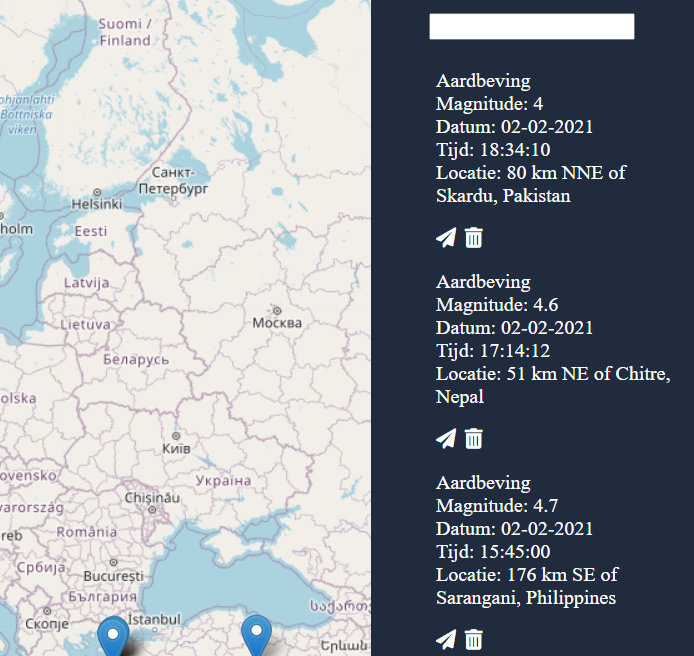 Suomi /
Finland
ohjanlahti
Bottniska
viken
Санкт-
Петербург
Helsinki
holm
Eesti
Latvija
Lietuva
Москва
Беларусь
olska
Київ
Україна
ovensko
Chișinău
yarország
România
reb
Србија
București
България
Скопје
Istanbul
საქართ
Երևան
Aardbeving
Magnitude: 4
Datum: 02-02-2021
Tijd: 18:34:10
Locatie: 80 km NNE of
Skardu, Pakistan
Aardbeving
Magnitude: 4.6
Datum: 02-02-2021
Tijd: 17:14:12
Locatie: 51 km NE of Chitre,
Nepal
Aardbeving
Magnitude: 4.7
Datum: 02-02-2021
Tijd: 15:45:00
Locatie: 176 km SE of
Sarangani, Philippines